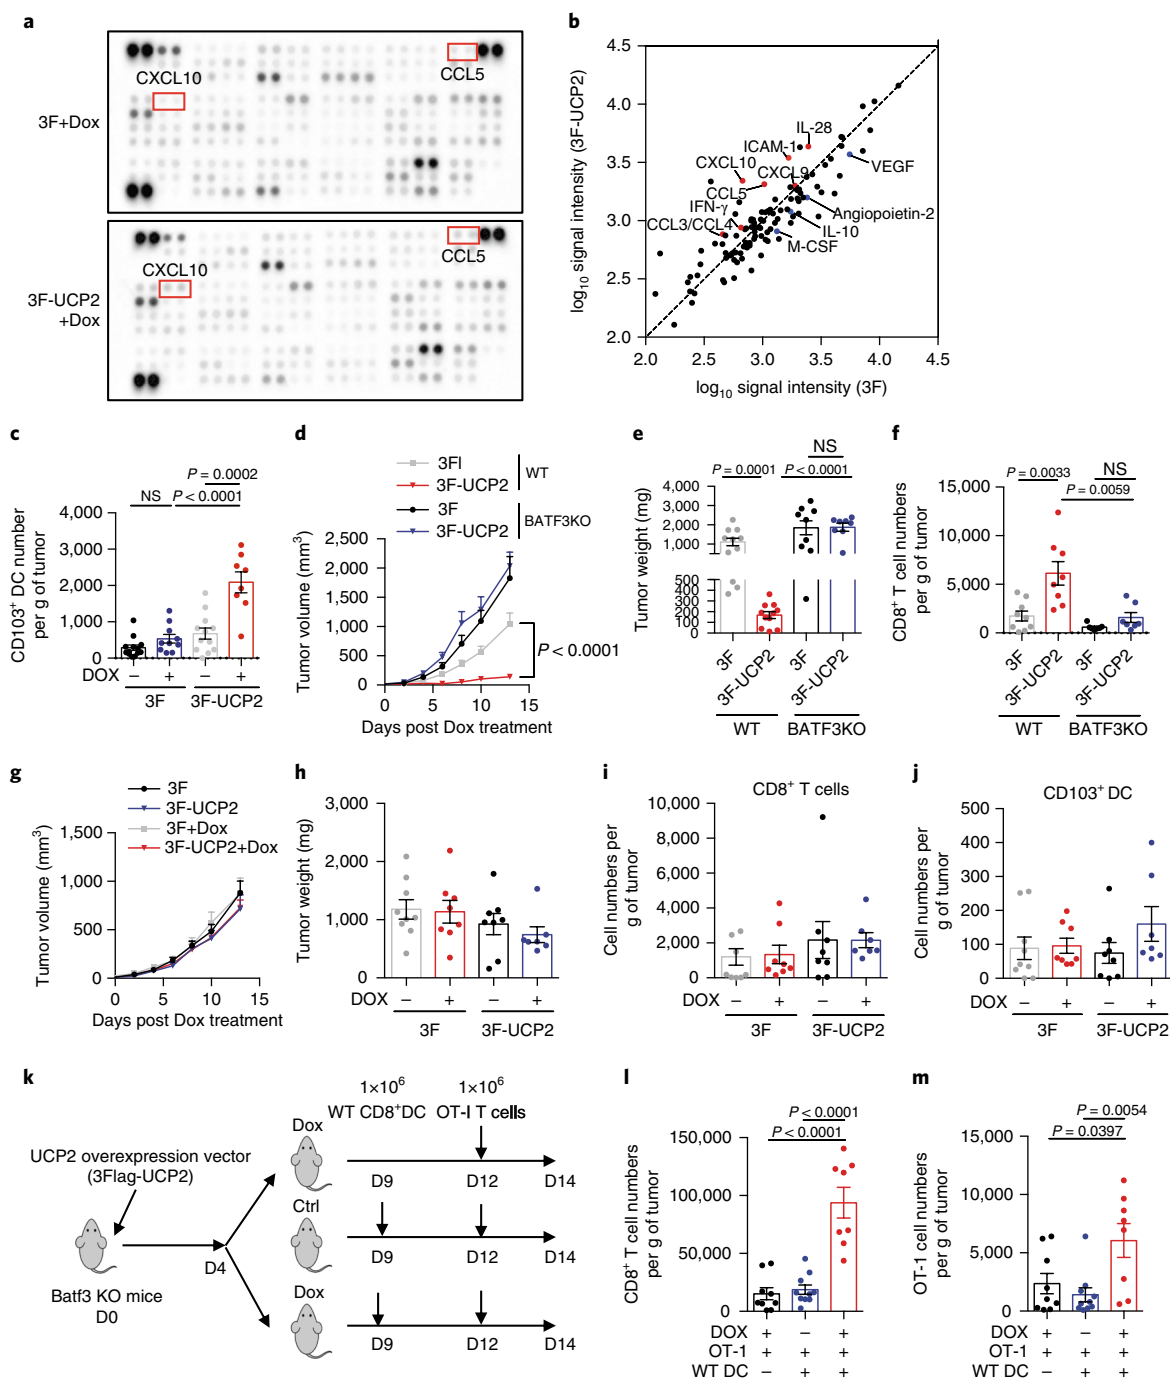 a
CXCL10
CCL5
3F+Dox
CXCL10
CCL5
3F-UCP2
+Dox
b
log10 signal intensity (3F-UCP2)
4.5
4.0
3.5
3.0
2.5
2.0
IL-28
ICAM-1
CXCL10
CXCL9
VEGF
CCL5
IFN-γ
Angiopoietin-2
CCL3/CCL4
IL-10
M-CSF
2.0 2.5 3.0 3.5 4.0 4.5
log10 signal intensity (3F)
c
P = 0.0002
NS
P < 0.0001
CD103+ DC number
per g of tumor
4,000
3,000
2,000
1,000
0
DOX – + – +
3F 3F-UCP2
d
3Fl
3F-UCP2
WT
3F
3F-UCP2
BATF3KO
Tumor volume (mm3)
2,500
2,000
1,500
1,000
500
0
P < 0.0001
0 5 10 15
Days post Dox treatment
e
NS
P = 0.0001 P < 0.0001
Tumor weight (mg)
4,000
3,000
2,000
1,000
500
400
300
200
100
0
3F
3F-UCP2
3F
3F-UCP2
WT BATF3KO
f
P = 0.0033
NS
P = 0.0059
CD8+ T cell numbers
per g of tumor
15,000
10,000
5,000
0
3F
3F-UCP2
3F
3F-UCP2
WT BATF3KO
g
3F
3F-UCP2
3F+Dox
3F-UCP2+Dox
Tumor volume (mm3)
1,500
1,000
500
0
0 5 10 15
Days post Dox treatment
h
Tumor weight (mg)
3,000
2,000
1,000
0
DOX – + – +
3F 3F-UCP2
i
CD8+ T cells
Cell numbers per
g of tumor
10,000
8,000
6,000
4,000
2,000
0
DOX – + – +
3F 3F-UCP2
j
CD103+ DC
Cell numbers per
g of tumor
500
400
300
200
100
0
DOX – + – +
3F 3F-UCP2
k
1×106 1×106
WT CD8+DC OT-I T cells
UCP2 overexpression vector
(3Flag-UCP2)
Batf3 KO mice
D0
D4
Dox
D9 D12 D14
Ctrl
D9 D12 D14
Dox
D9 D12 D14
l
P < 0.0001
P < 0.0001
CD8+ T cell numbers
per g of tumor
150,000
100,000
50,000
0
DOX + – +
OT-1 + + +
WT DC – + +
m
P = 0.0054
P = 0.0397
OT-1 cell numbers
per g of tumor
15,000
10,000
5,000
0
DOX + – +
OT-1 + + +
WT DC – + +